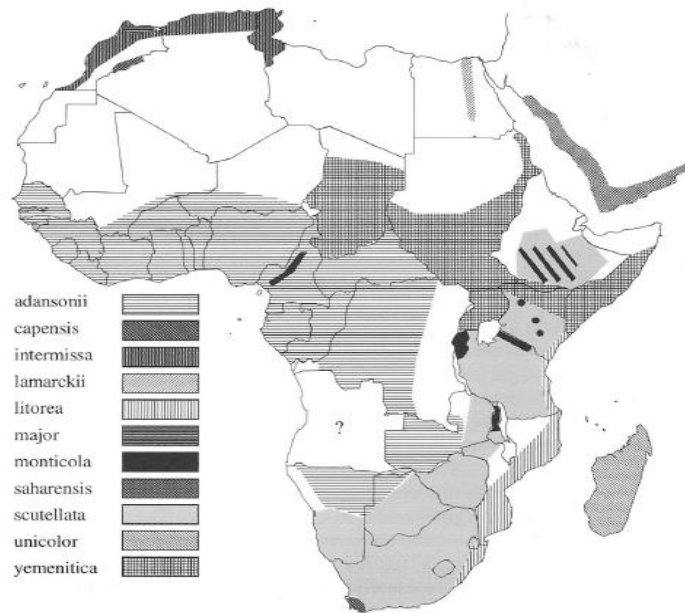 ?
adansonii
capensis
intermissa
lamarckii
litorea
major
monticola
saharensis
scutellata
unicolor
yemenitica